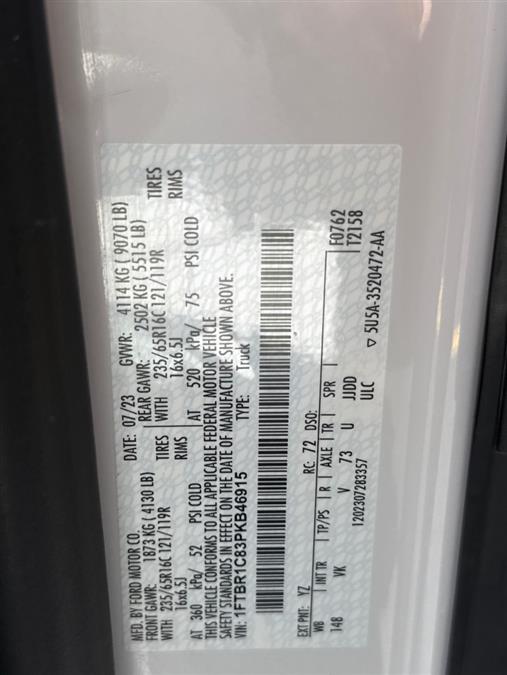 MFD. BY FORD MOTOR CO.
DATE: 07/23 GVWR: 4114 KG ( 9070 LB)
FRONT GAWR: 1873 KG ( 4130 LB)
REAR GAWR: 2502 KG ( 5515 LB)
WITH 235/65R16C 121/119R TIRES
WITH 235/65R16C 121/119R TIRES
16x6.5J RIMS
16x6.5J RIMS
AT 360 kPa/ 52 PSI COLD
AT 520 kPa/ 75 PSI COLD
THIS VEHICLE CONFORMS TO ALL APPLICABLE FEDERAL MOTOR VEHICLE
SAFETY STANDARDS IN EFFECT ON THE DATE OF MANUFACTURE SHOWN ABOVE.
VIN: 1FTBR1C83PKB46915
TYPE: Truck
EXT PNT: YZ RC: 72 DSO:
WB INT TR TP/PS R AXLE TR SPR
148 VK V 73 U JJDD
1202307283357 ULC
F0762
T2158
▽ 5U5A-3520472-AA